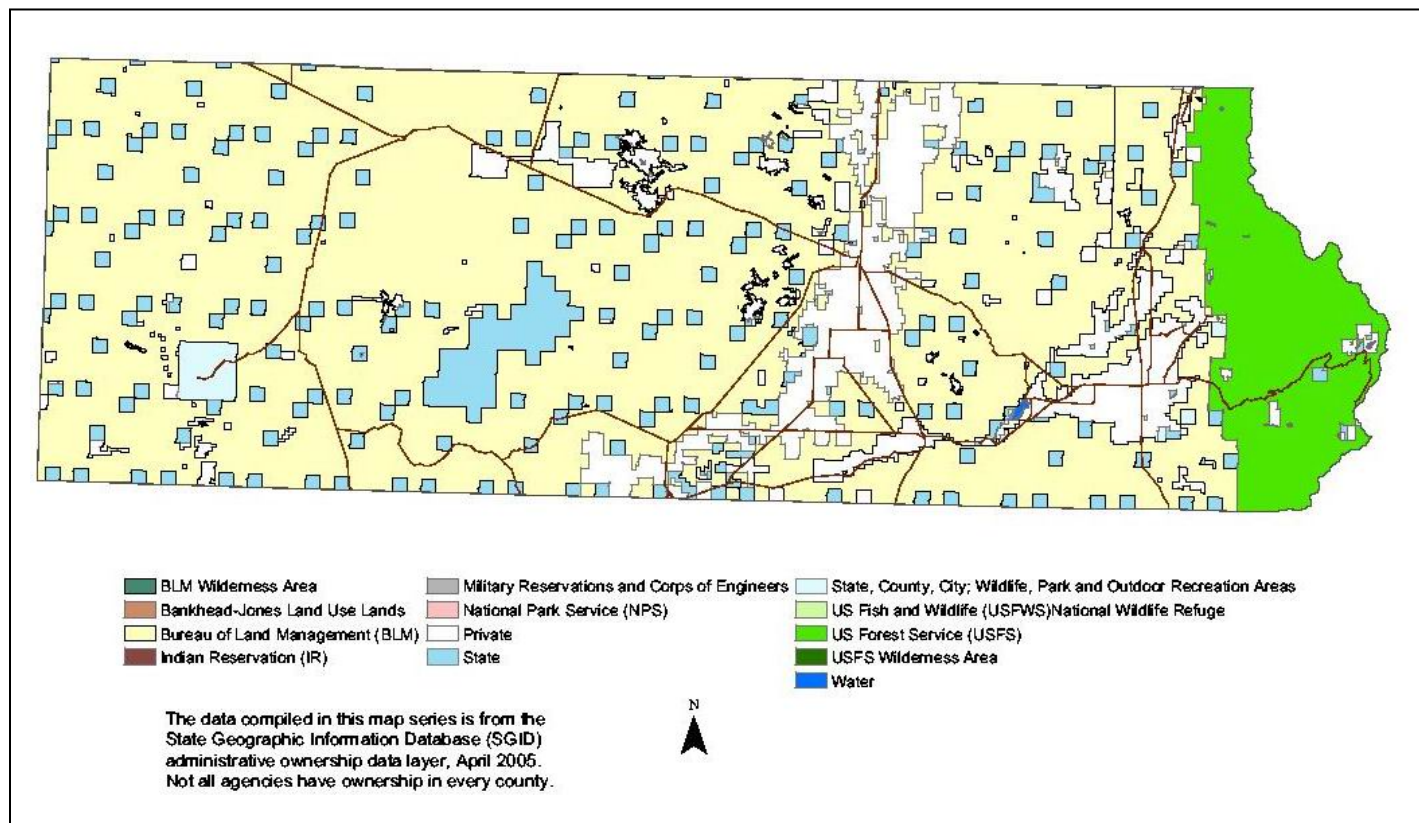 BLM Wilderness Area
Bankhead-Jones Land Use Lands
Bureau of Land Management (BLM)
Indian Reservation (IR)
Military Reservations and Corps of Engineers
National Park Service (NPS)
Private
State
State, County, City; Wildlife, Park and Outdoor Recreation Areas
US Fish and Wildlife (USFWS)National Wildlife Refuge
US Forest Service (USFS)
USFS Wilderness Area
Water
N
The data compiled in this map series is from the
State Geographic Information Database (SGID)
administrative ownership data layer, April 2005.
Not all agencies have ownership in every county.